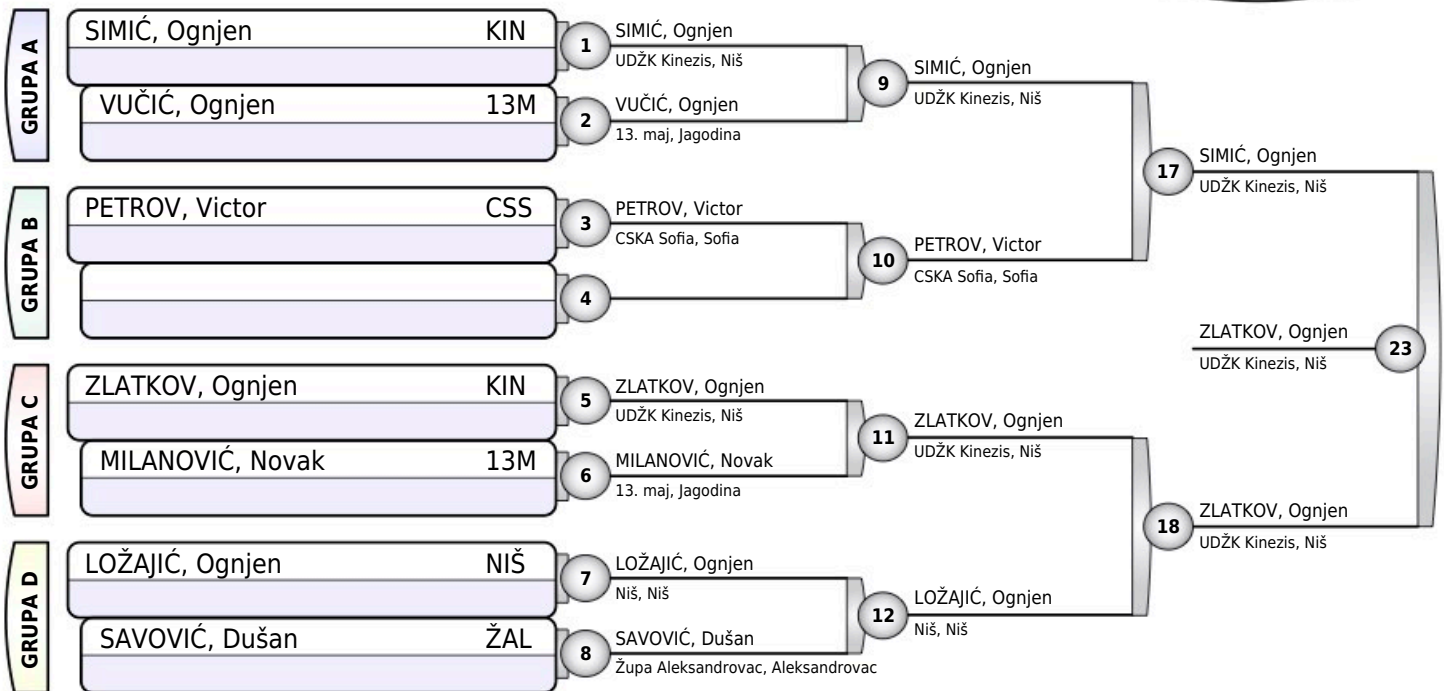 GRUPA A
SIMIĆ, Ognjen KIN
VUČIĆ, Ognjen 13M
GRUPA B
PETROV, Victor CSS
GRUPA C
ZLATKOV, Ognjen KIN
MILANOVIĆ, Novak 13M
GRUPA D
LOŽAJIĆ, Ognjen NIŠ
SAVOVIĆ, Dušan ŽAL
1
SIMIĆ, Ognjen
UDŽK Kinezis, Niš
2
VUČIĆ, Ognjen
13. maj, Jagodina
3
PETROV, Victor
CSKA Sofia, Sofia
4
5
ZLATKOV, Ognjen
UDŽK Kinezis, Niš
6
MILANOVIĆ, Novak
13. maj, Jagodina
7
LOŽAJIĆ, Ognjen
Niš, Niš
8
SAVOVIĆ, Dušan
Župa Aleksandrovac, Aleksandrovac
9
SIMIĆ, Ognjen
UDŽK Kinezis, Niš
10
PETROV, Victor
CSKA Sofia, Sofia
11
ZLATKOV, Ognjen
UDŽK Kinezis, Niš
12
LOŽAJIĆ, Ognjen
Niš, Niš
17
SIMIĆ, Ognjen
UDŽK Kinezis, Niš
18
ZLATKOV, Ognjen
UDŽK Kinezis, Niš
ZLATKOV, Ognjen
UDŽK Kinezis, Niš
23